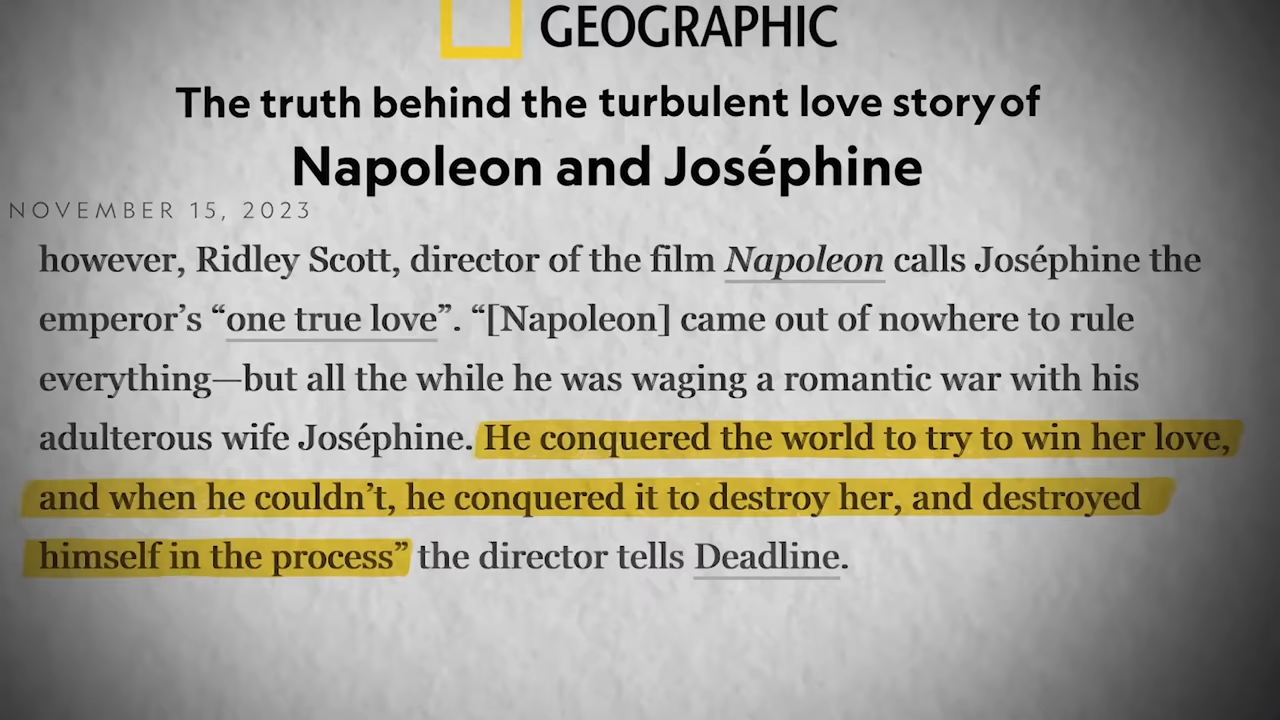 GEOGRAPHIC
The truth behind the turbulent love story of
Napoleon and Joséphine
NOVEMBER 15, 2023
however, Ridley Scott, director of the film Napoleon calls Joséphine the
emperor’s “one true love”. “[Napoleon] came out of nowhere to rule
everything—but all the while he was waging a romantic war with his
adulterous wife Joséphine. He conquered the world to try to win her love,
and when he couldn’t, he conquered it to destroy her, and destroyed
himself in the process” the director tells Deadline.